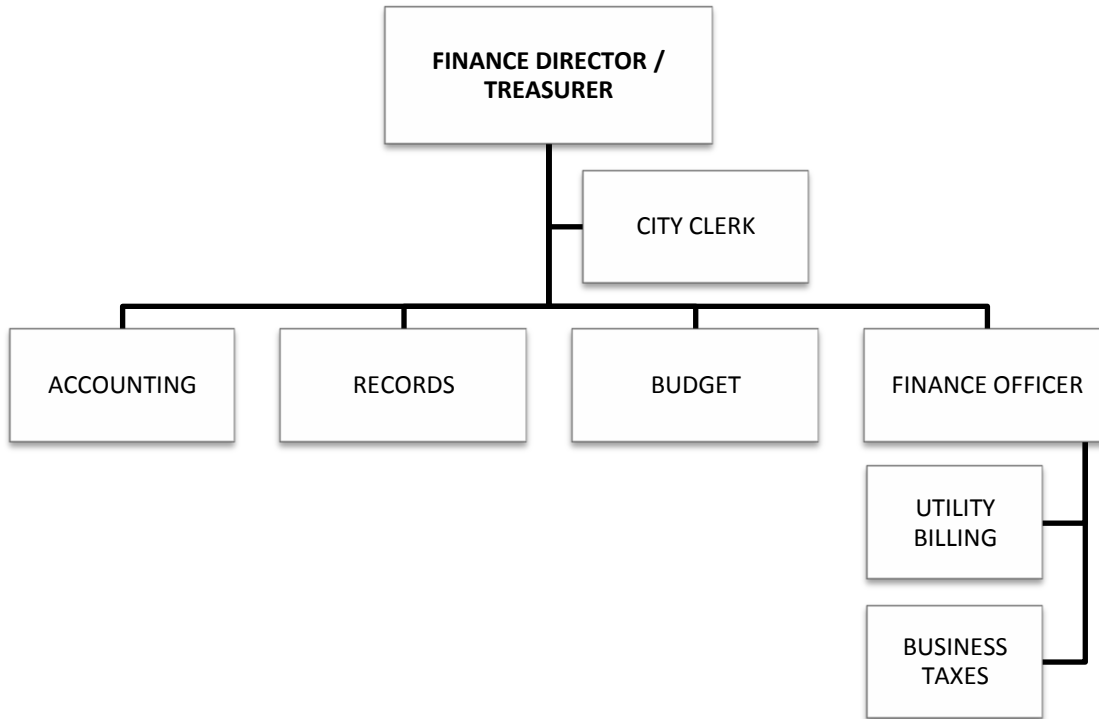 FINANCE DIRECTOR /
TREASURER
CITY CLERK
ACCOUNTING
RECORDS
BUDGET
FINANCE OFFICER
UTILITY
BILLING
BUSINESS
TAXES